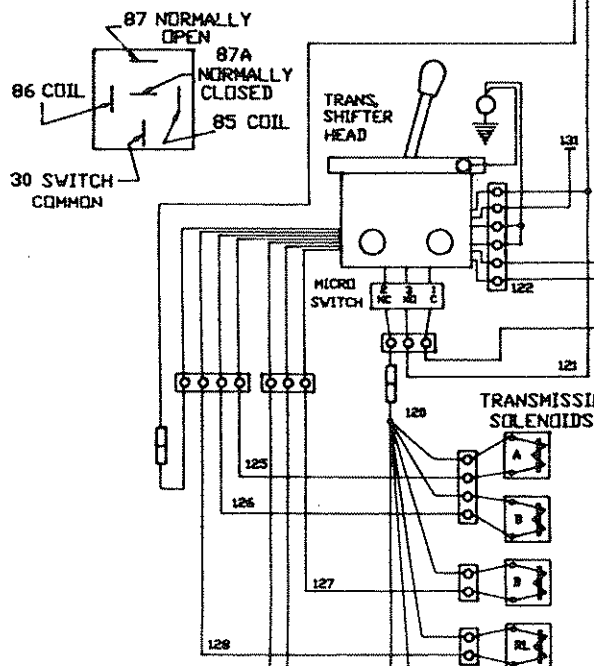 87 NORMALLY
OPEN
87A
NORMALLY
CLOSED
86 COIL
85 COIL
30 SWITCH
COMMON
TRANS,
SHIFTER
HEAD
131
MICRO
SWITCH
2 3 1
NC NO C
122
121
120
TRANSMISSI
SOLENOIDS
A
125
126
B
127
D
128
RL